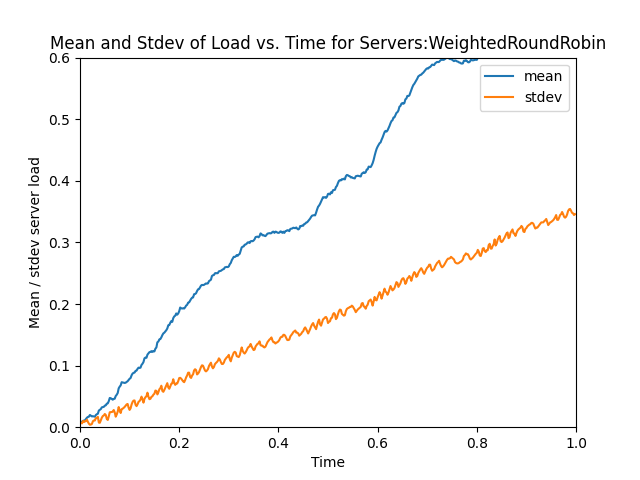 Mean and Stdev of Load vs. Time for Servers:WeightedRoundRobin
mean
stdev
Mean / stdev server load
0.6
0.5
0.4
0.3
0.2
0.1
0.0
0.0 0.2 0.4 0.6 0.8 1.0
Time